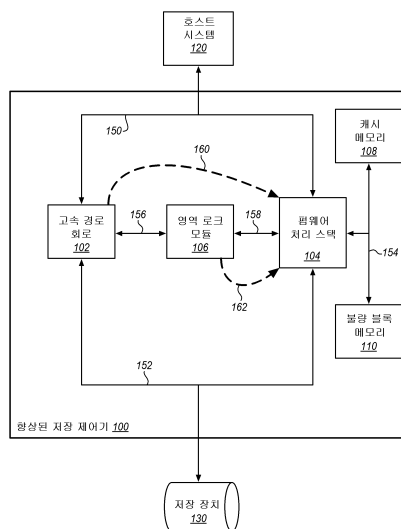 호스트
시스템
120
150
160
캐시
메모리
108
고속 경로
회로
102
156
영역 로크
모듈
106
158
펌웨어
처리 스택
104
154
162
불량 블록
메모리
110
152
향상된 저장 제어기 100
저장 장치
130